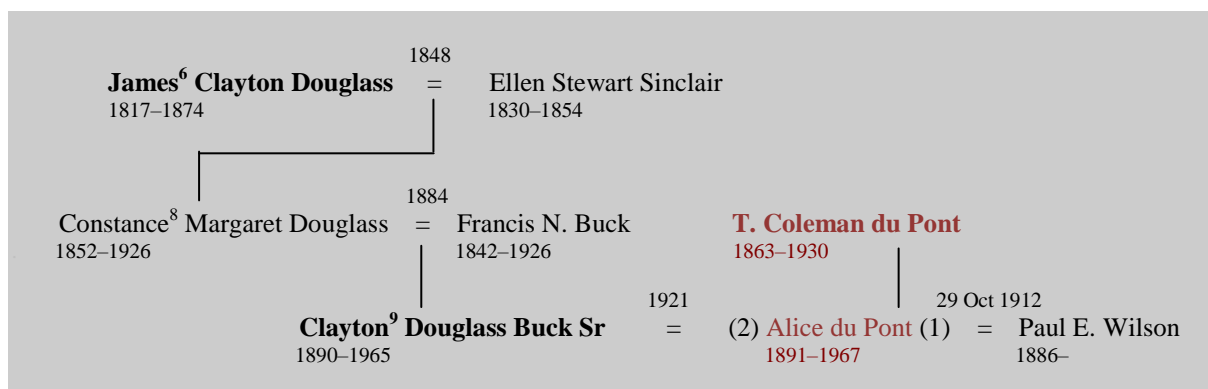 1848
James⁶ Clayton Douglass = Ellen Stewart Sinclair
1817–1874 1830–1854
1884
Constance⁸ Margaret Douglass = Francis N. Buck T. Coleman du Pont
1852–1926 1842–1926 1863–1930
1921 29 Oct 1912
Clayton⁹ Douglass Buck Sr = (2) Alice du Pont (1) = Paul E. Wilson
1890–1965 1891–1967 1886–